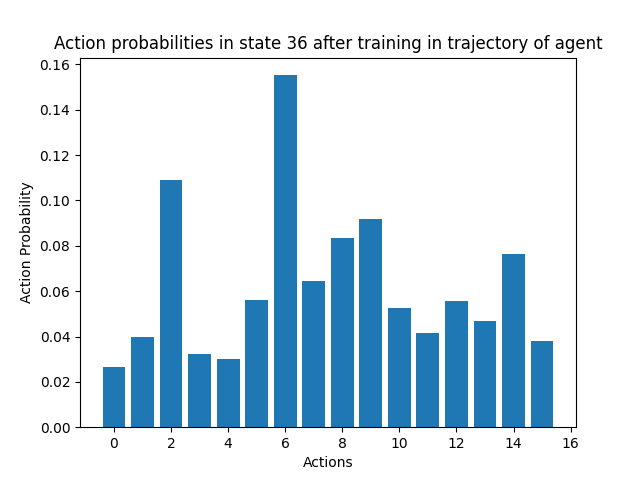 Action probabilities in state 36 after training in trajectory of agent
0.16
0.14
0.12
0.10
0.08
0.06
0.04
0.02
0.00
Action Probability
0 2 4 6 8 10 12 14 16
Actions